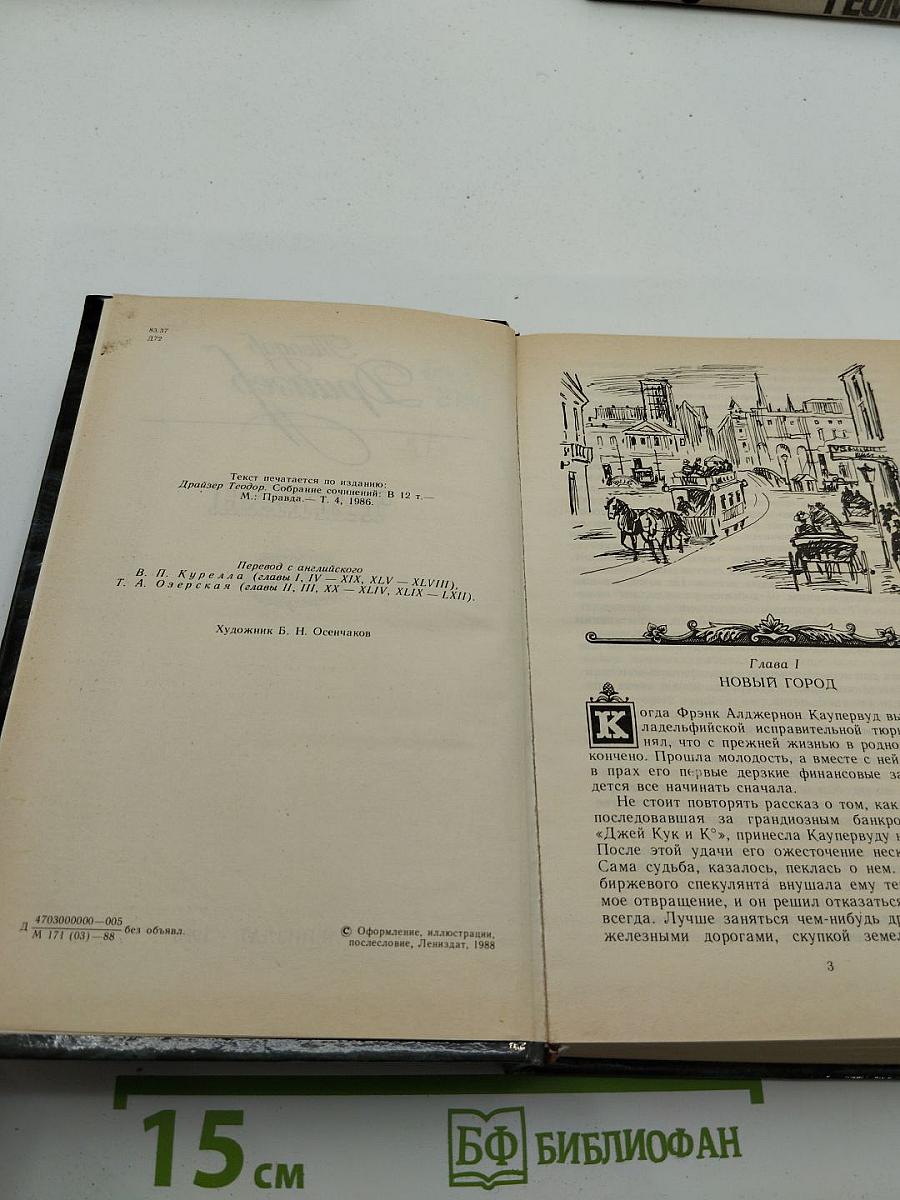 ГЕОМ
83.37
Д72
Текст печатается по изданию:
Драйзер Теодор. Собрание сочинений: В 12 т.—
М.: Правда.— Т. 4, 1986.
Перевод с английского
В. П. Курелла (главы I, IV — XIX, XLV — XLVIII),
Т. А. Озерская (главы II, III, XX — XLIV, XLIX — LXII).
Художник Б. Н. Осенчаков
Д 4703000000—005 без объявл.
М 171 (03)—88
© Оформление, иллюстрации,
послесловие, Лениздат, 1988
Глава I
НОВЫЙ ГОРОД
Когда Фрэнк Алджернон Каупервуд вы
ладельфийской исправительной тюр
нял, что с прежней жизнью в родно
кончено. Прошла молодость, а вместе с ней
в прах его первые дерзкие финансовые за
дется все начинать сначала.
Не стоит повторять рассказ о том, как
последовавшая за грандиозным банкро
«Джей Кук и К°», принесла Каупервуду н
После этой удачи его ожесточение неск
Сама судьба, казалось, пеклась о нем.
биржевого спекулянта внушала ему те
мое отвращение, и он решил отказаться
всегда. Лучше заняться чем-нибудь др
железными дорогами, скупкой земел
3
15 см
БФ БИБЛИОФАН